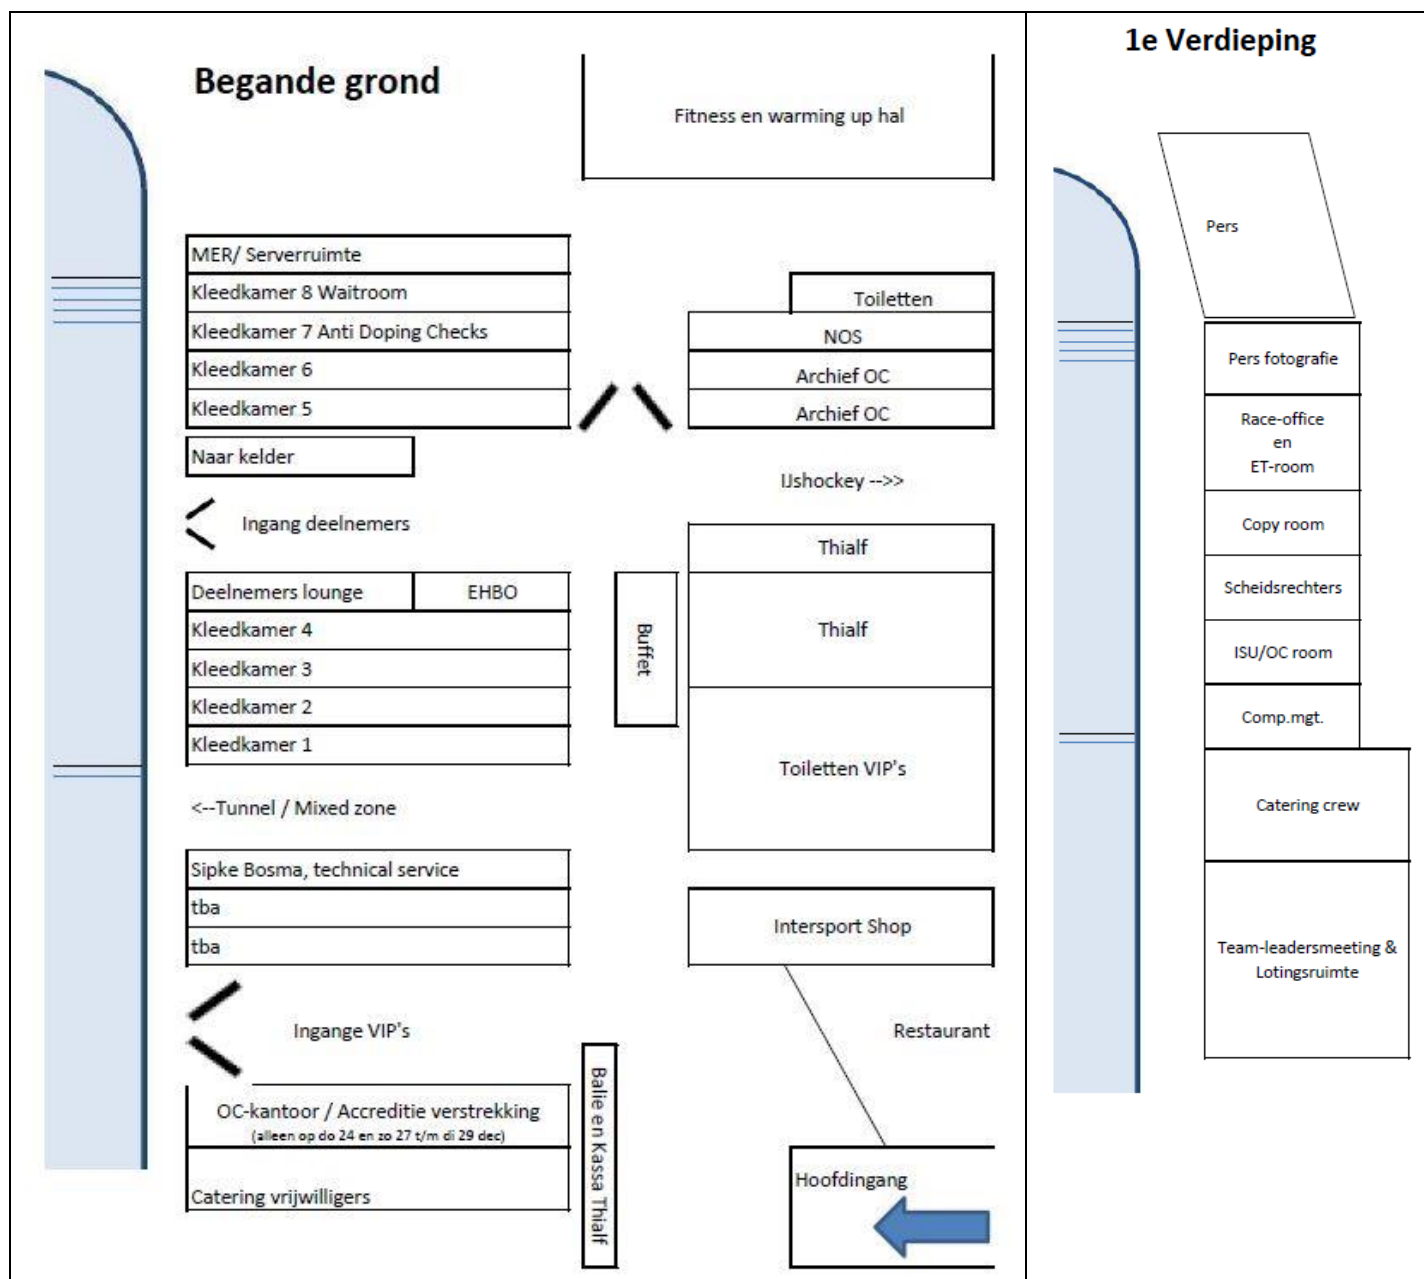 Begande grond
Fitness en warming up hal
MER/ Serverruimte
Kleedkamer 8 Waitroom
Kleedkamer 7 Anti Doping Checks
Kleedkamer 6
Kleedkamer 5
Naar kelder
Ingang deelnemers
Deelnemers lounge
EHBO
Kleedkamer 4
Kleedkamer 3
Kleedkamer 2
Kleedkamer 1
<--Tunnel / Mixed zone
Sipke Bosma, technical service
tba
tba
Ingange VIP's
OC-kantoor / Accreditie verstrekking
(alleen op do 24 en zo 27 t/m di 29 dec)
Catering vrijwilligers
Buffet
Balie en Kassa Thialf
Toiletten
NOS
Archief OC
Archief OC
IJshockey -->>
Thialf
Thialf
Toiletten VIP's
Intersport Shop
Restaurant
Hoofdingang
1e Verdieping
Pers
Pers fotografie
Race-office
en
ET-room
Copy room
Scheidsrechters
ISU/OC room
Comp.mgt.
Catering crew
Team-leadersmeeting &
Lotingsruimte